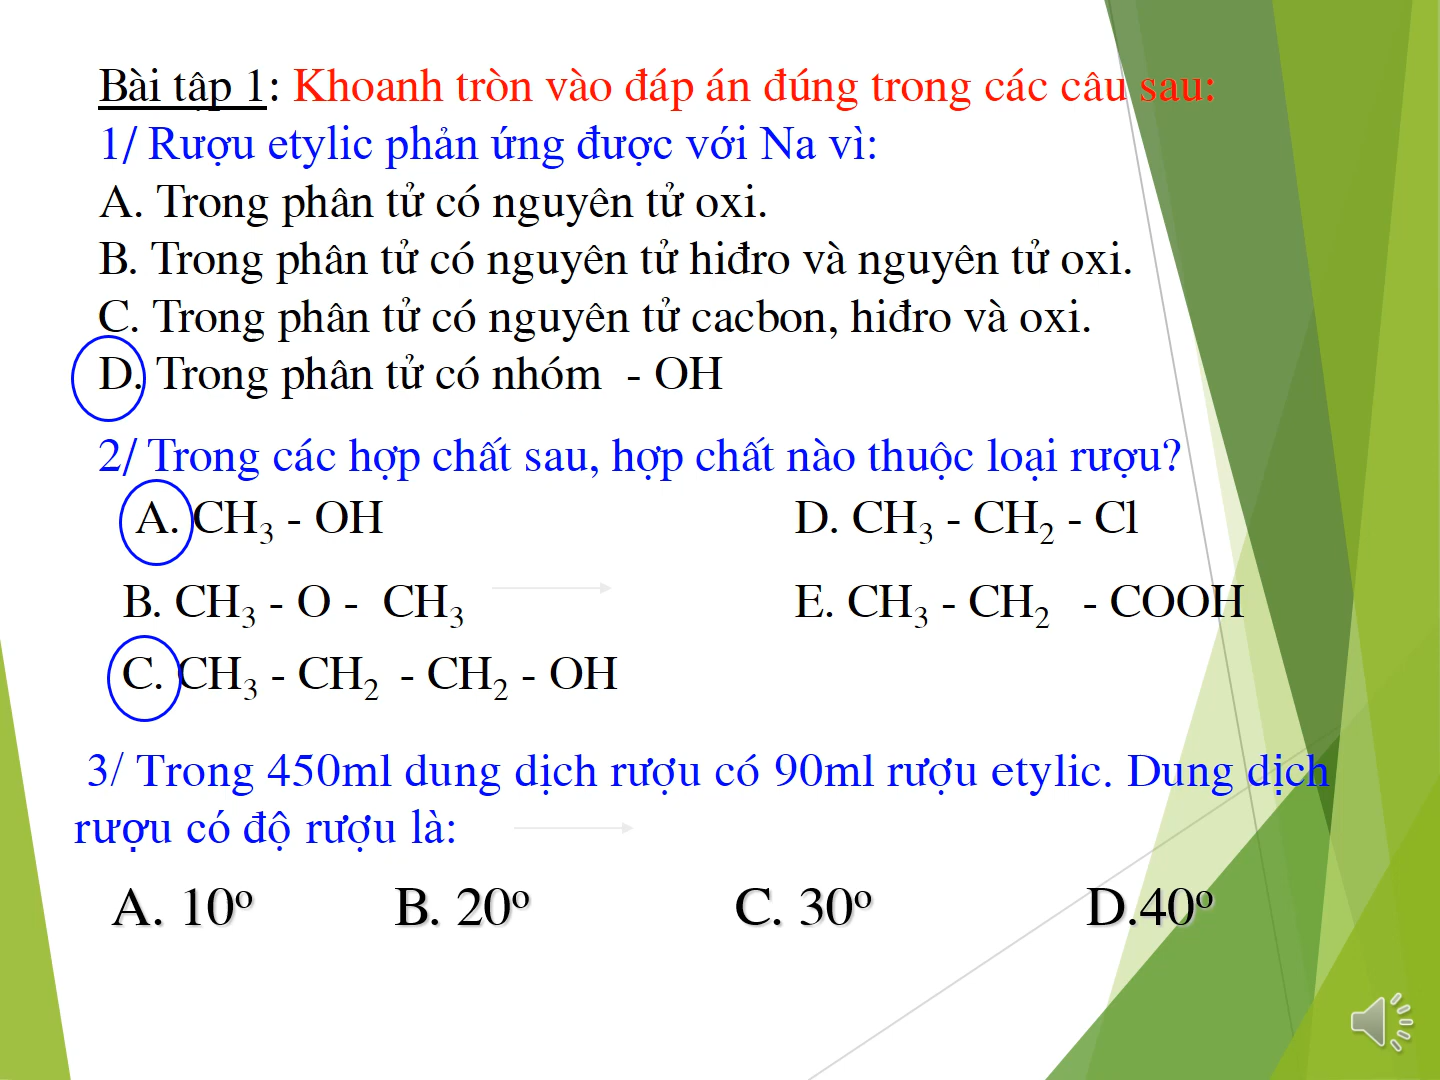 Bài tập 1: Khoanh tròn vào đáp án đúng trong các câu sau:
1/ Rượu etylic phản ứng được với Na vì:
A. Trong phân tử có nguyên tử oxi.
B. Trong phân tử có nguyên tử hiđro và nguyên tử oxi.
C. Trong phân tử có nguyên tử cacbon, hiđro và oxi.
D. Trong phân tử có nhóm - OH
2/ Trong các hợp chất sau, hợp chất nào thuộc loại rượu?
A. CH₃ - OH D. CH₃ - CH₂ - Cl
B. CH₃ - O - CH₃ E. CH₃ - CH₂ - COOH
C. CH₃ - CH₂ - CH₂ - OH
3/ Trong 450ml dung dịch rượu có 90ml rượu etylic. Dung dịch
rượu có độ rượu là:
A. 10º B. 20º C. 30º D.40º